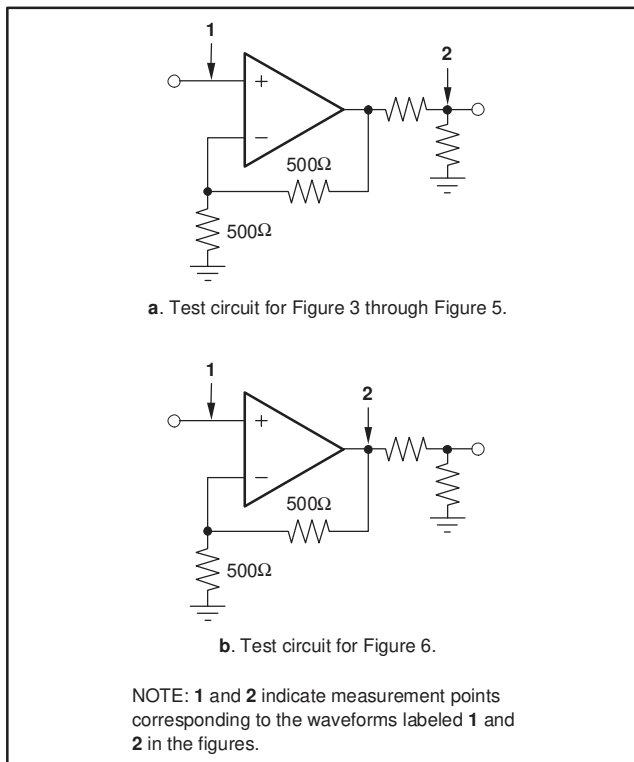 1
2
+
−
500Ω
500Ω
a. Test circuit for Figure 3 through Figure 5.
1
2
+
−
500Ω
500Ω
b. Test circuit for Figure 6.
NOTE: 1 and 2 indicate measurement points
corresponding to the waveforms labeled 1 and
2 in the figures.